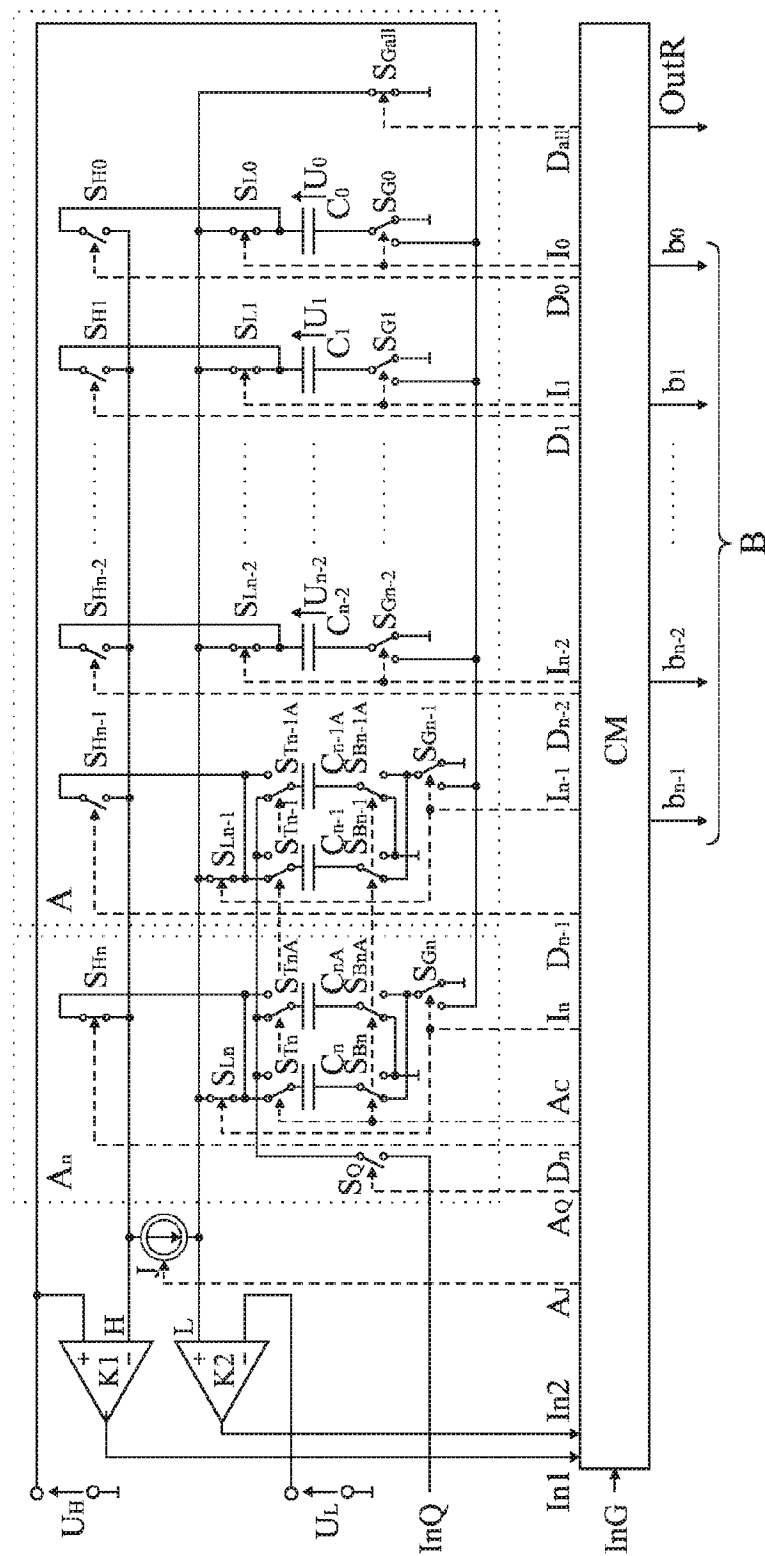 UH
UL
InQ
InG
In1
In2
K1
+
−
H
K2
+
−
L
J
AJ
AQ
An
SQ
Dn
AC
SHn
SLn
STn
STnA
Cn
CnA
SBn
SBnA
SGn
In
A
Dn-1
SHn-1
SLn-1
STn-1
STn-1A
Cn-1
Cn-1A
SBn-1
SBn-1A
SGn-1
In-1
Dn-2
SHn-2
SLn-2
Un-2
Cn-2
SGn-2
In-2
D1
SH1
SL1
U1
C1
SG1
I1
D0
SH0
SL0
U0
C0
SG0
I0
Dall
SGall
CM
bn-1
bn-2
b1
b0
OutR
B